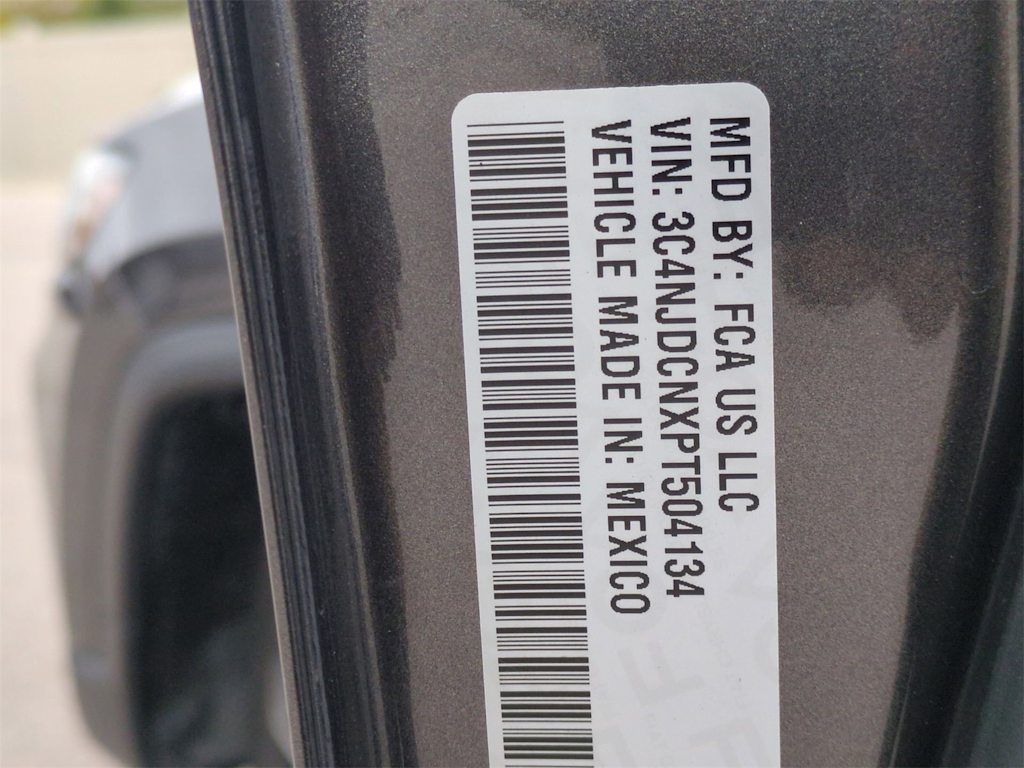 MFD BY: FCA US LLC
VIN: 3C4NJDCNXPT504134
VEHICLE MADE IN: MEXICO